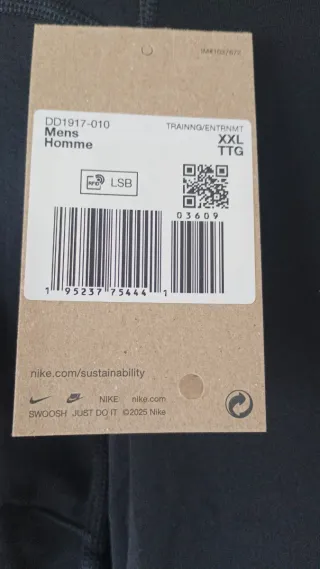 DD1917-010
Mens
Homme
TRAINNG/ENTRNMT
XXL
TTG
RFID LSB
03609
1 95237 75444 1
nike.com/sustainability
NIKE nike.com
SWOOSH JUST DO IT ©2025 Nike